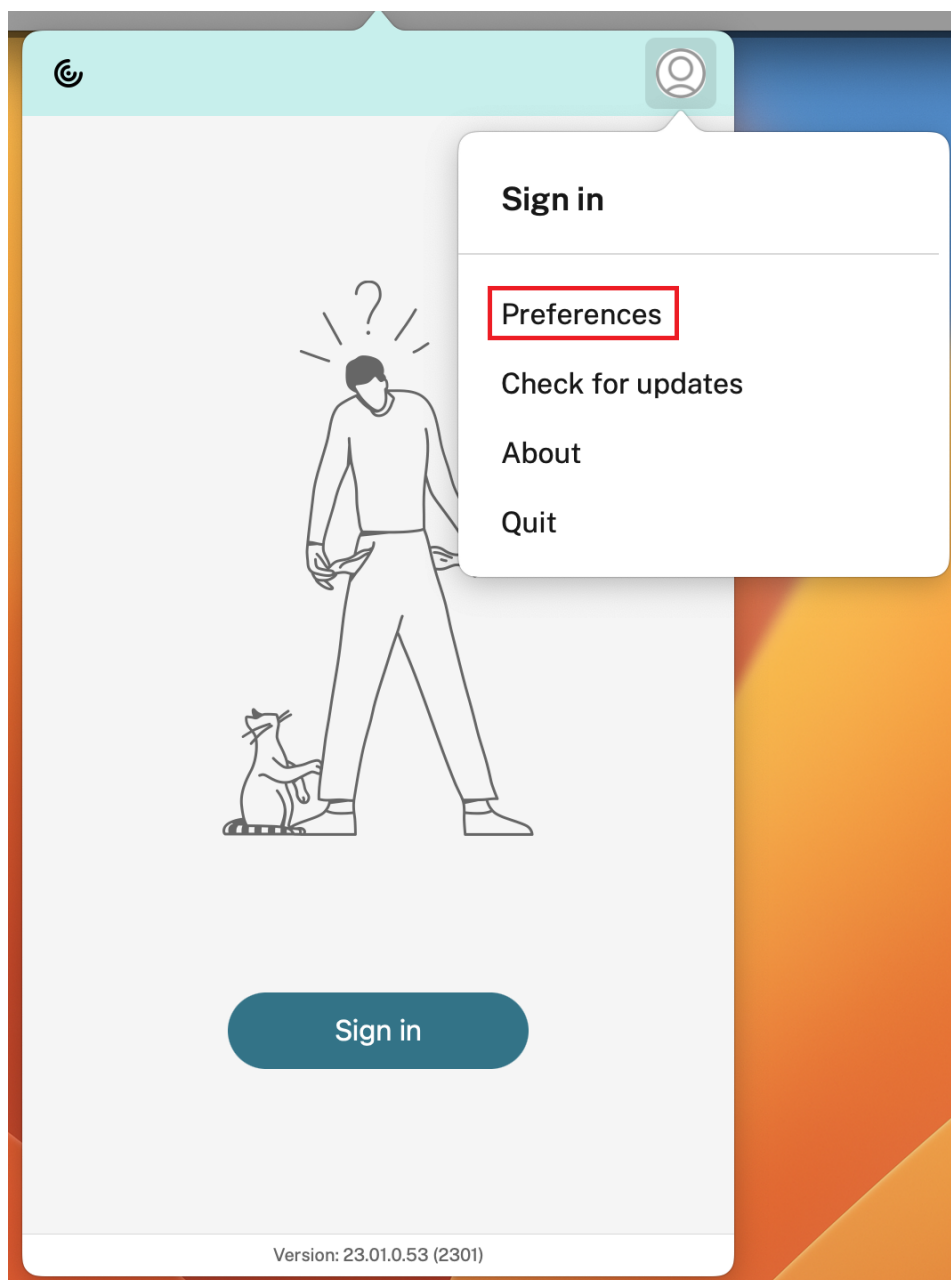 Sign in
Preferences
Check for updates
About
Quit
?
Sign in
Version: 23.01.0.53 (2301)